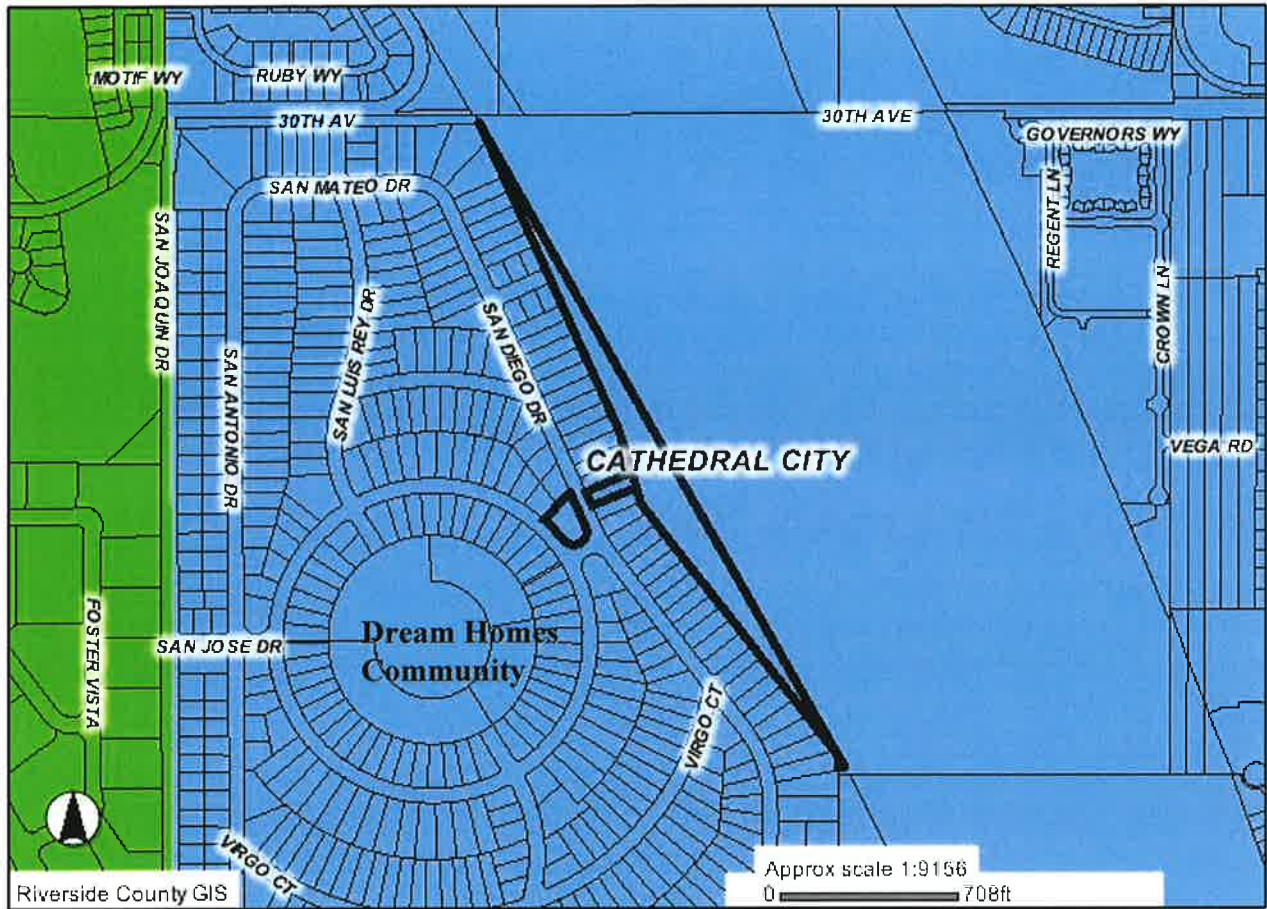 MOTIF WY
RUBY WY
30TH AV
30TH AVE
GOVERNORS WY
SAN MATEO DR
REGENT LN
SAN JOAQUIN DR
SAN LUIS REY DR
SAN DIEGO DR
CROWN LN
SAN ANTONIO DR
CATHEDRAL CITY
VEGA RD
FOSTER VISTA
SAN JOSE DR
Dream Homes
Community
VIRGO CT
VIRGO CT
Riverside County GIS
Approx scale 1:9156
0 708ft